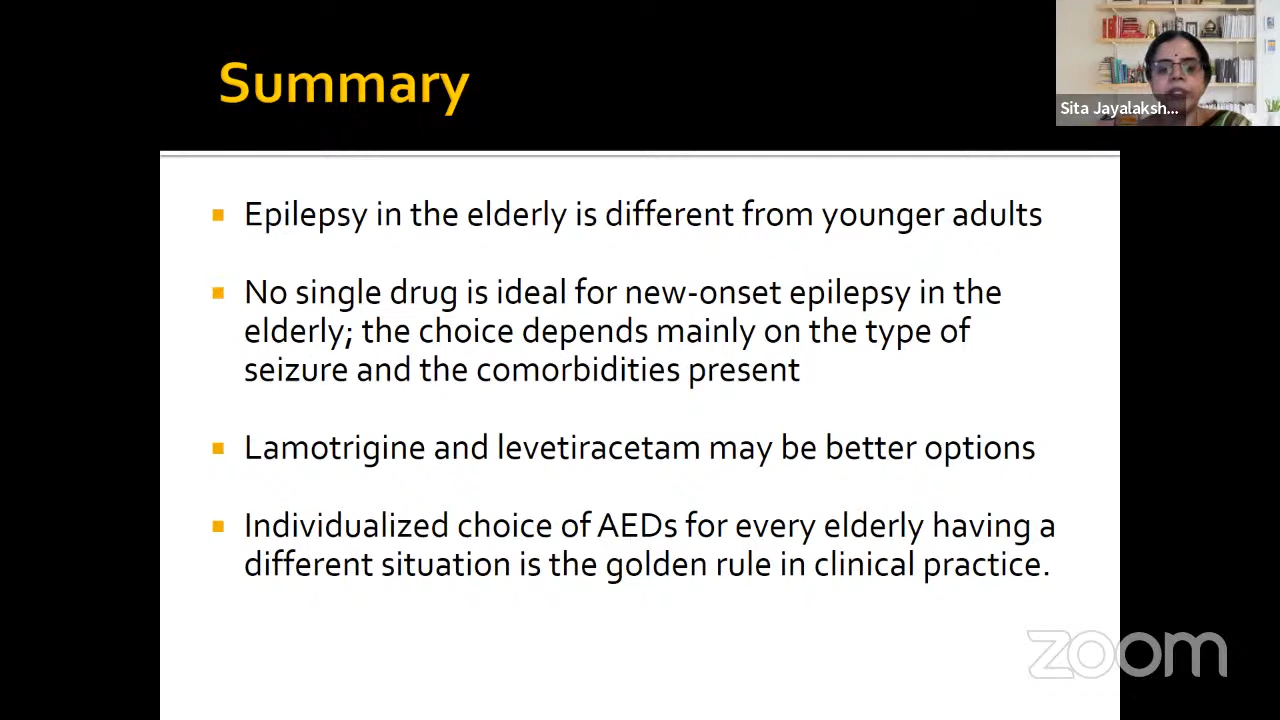 Summary
Sita Jayalaksh...
Epilepsy in the elderly is different from younger adults
No single drug is ideal for new-onset epilepsy in the
elderly; the choice depends mainly on the type of
seizure and the comorbidities present
Lamotrigine and levetiracetam may be better options
Individualized choice of AEDs for every elderly having a
different situation is the golden rule in clinical practice.
zoom